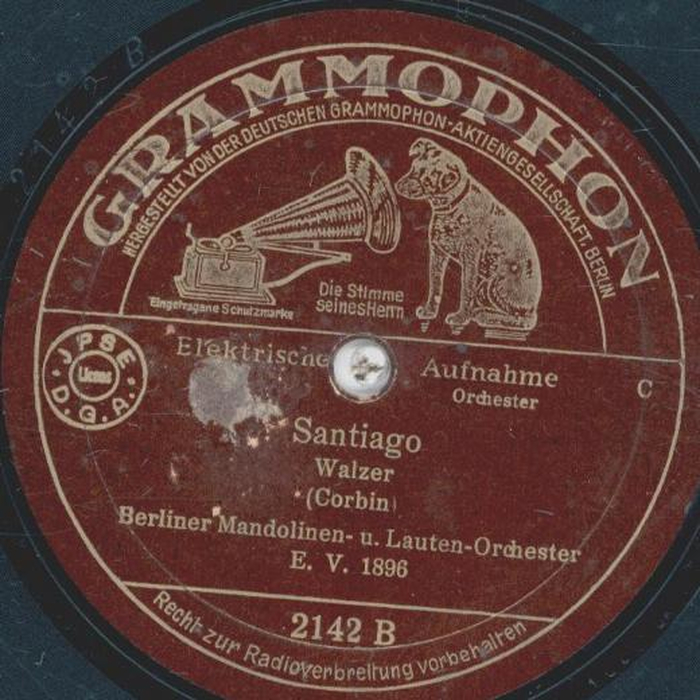 GRAMMOPHON
HERGESTELLT VON DER DEUTSCHEN GRAMMOPHON-AKTIENGESELLSCHAFT, BERLIN
Die Stimme
seines Herrn
Eingetragene Schutzmarke
JPSE
D.G.A.
Elektrische Aufnahme
C
Orchester
Santiago
Walzer
(Corbin)
Berliner Mandolinen- u. Lauten-Orchester
E. V. 1896
2142 B
Recht zur Radioverbreitung vorbehalten
2142 B